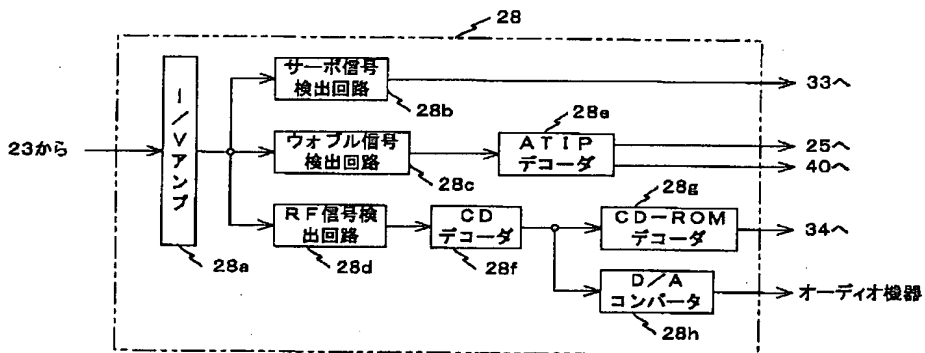 28
サーボ信号
検出回路
33へ
28b
I/Vアンプ
28e
23から
ウォブル信号
検出回路
ATIP
デコーダ
25へ
40へ
28c
28g
RF信号検
出回路
CD
デコーダ
CD-ROM
デコーダ
34へ
28a
28d
28f
D/A
コンバータ
オーディオ機器
28h